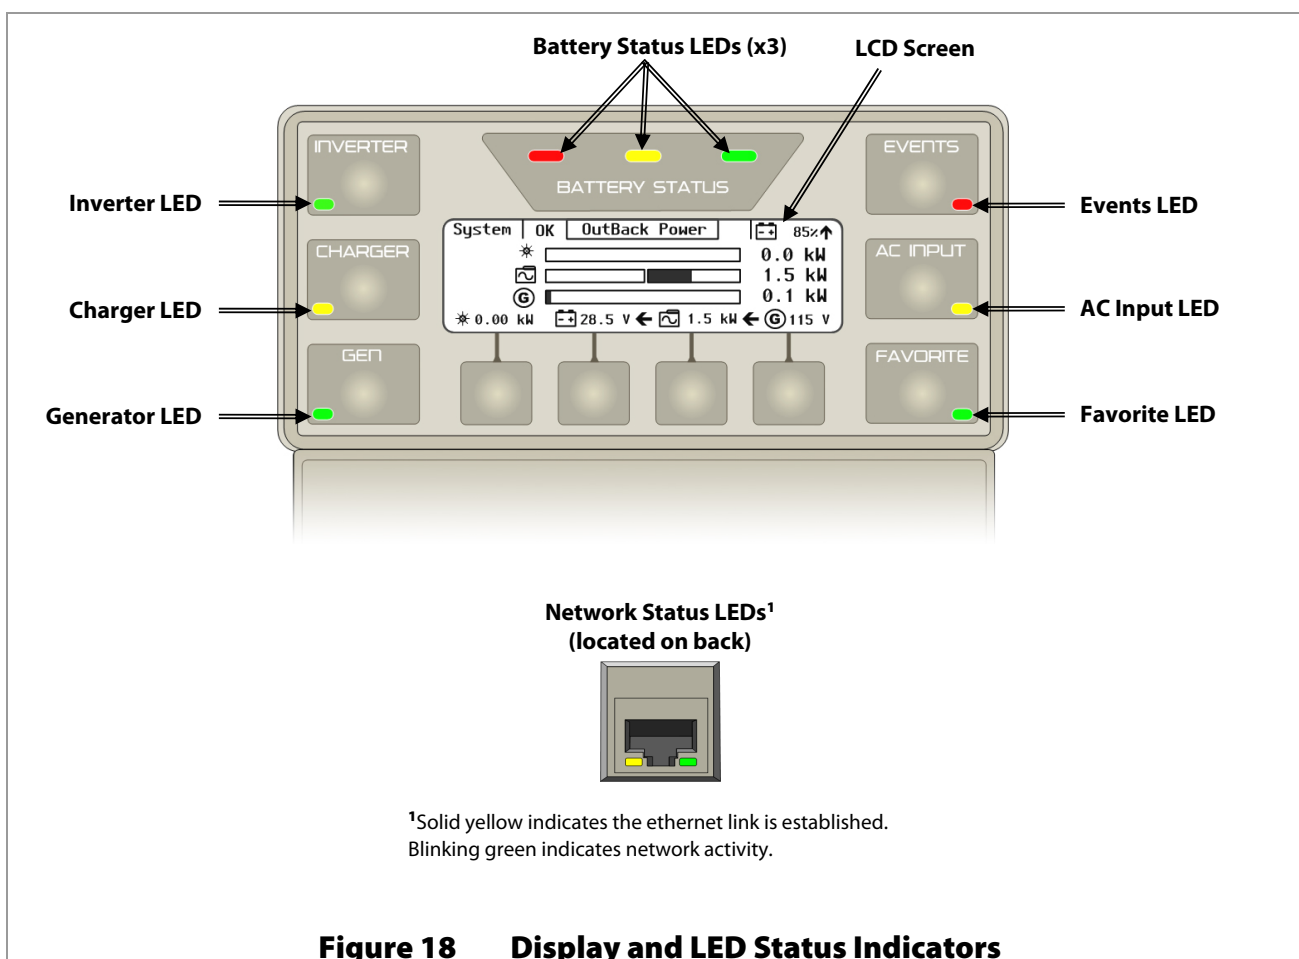 Battery Status LEDs (x3)
LCD Screen
INVERTER
EVENTS
BATTERY STATUS
Inverter LED
Events LED
System OK OutBack Power 85%
CHARGER
AC INPUT
0.0 kW
1.5 kW
G 0.1 kW
Charger LED
AC Input LED
0.00 kW 28.5 V 1.5 kW G 115 V
GEN
FAVORITE
Generator LED
Favorite LED
Network Status LEDs¹
(located on back)
¹Solid yellow indicates the ethernet link is established.
Blinking green indicates network activity.
Figure 18 Display and LED Status Indicators